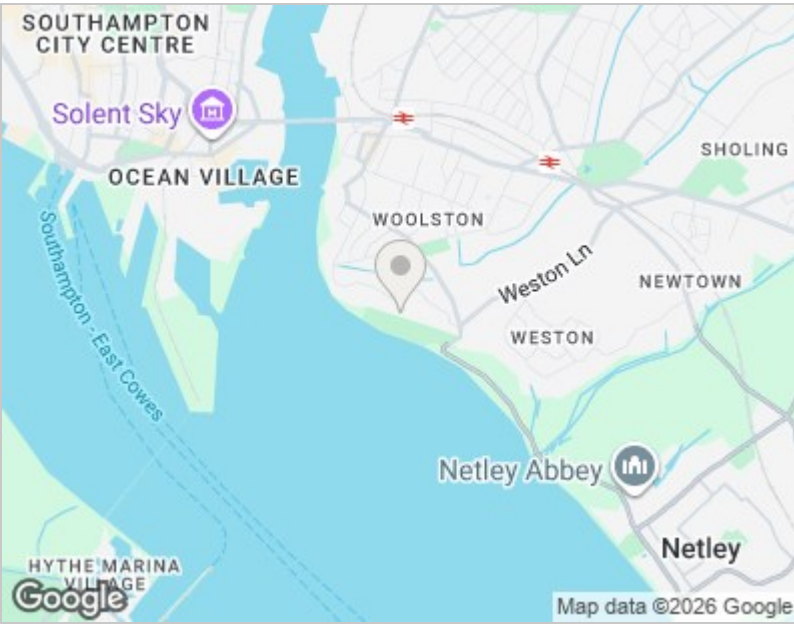 SOUTHAMPTON
CITY CENTRE
Solent Sky
OCEAN VILLAGE
SHOLING
WOOLSTON
Weston Ln
NEWTOWN
WESTON
Southampton - East Cowes
Netley Abbey
Netley
HYTHE MARINA
VILLAGE
Google
Map data ©2026 Google